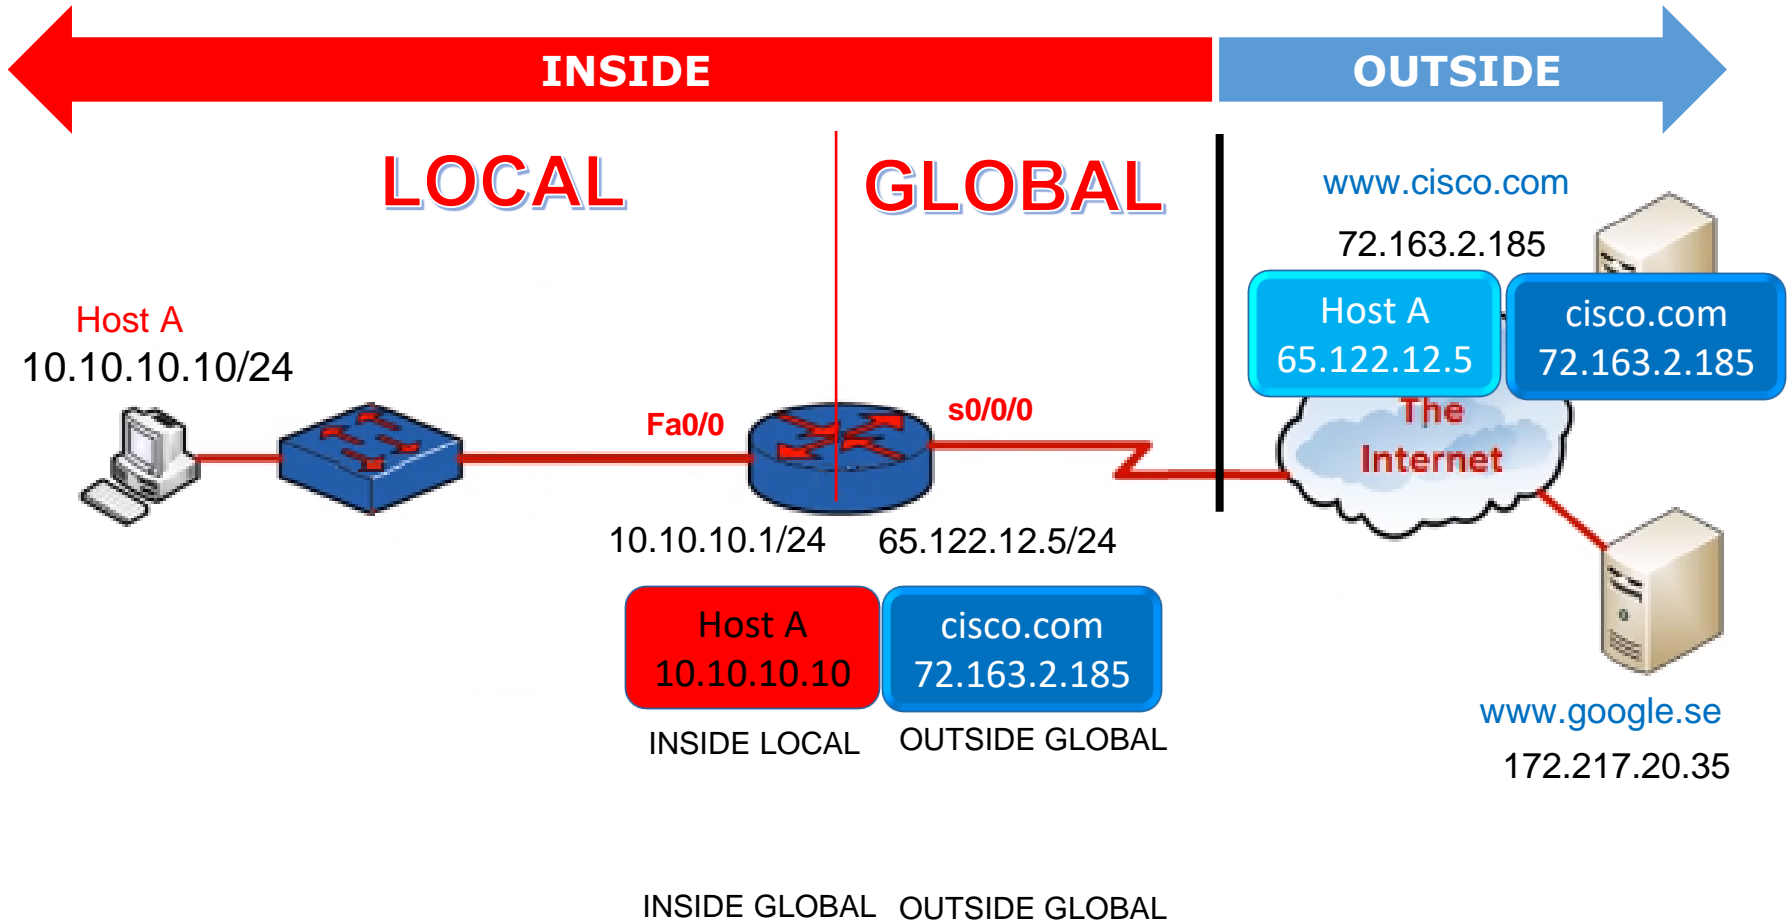 INSIDE
OUTSIDE
LOCAL
GLOBAL
www.cisco.com
72.163.2.185
Host A
10.10.10.10/24
Host A
65.122.12.5
cisco.com
72.163.2.185
Fa0/0
s0/0/0
The
Internet
10.10.10.1/24
65.122.12.5/24
Host A
10.10.10.10
cisco.com
72.163.2.185
INSIDE LOCAL
OUTSIDE GLOBAL
www.google.se
172.217.20.35
INSIDE GLOBAL
OUTSIDE GLOBAL